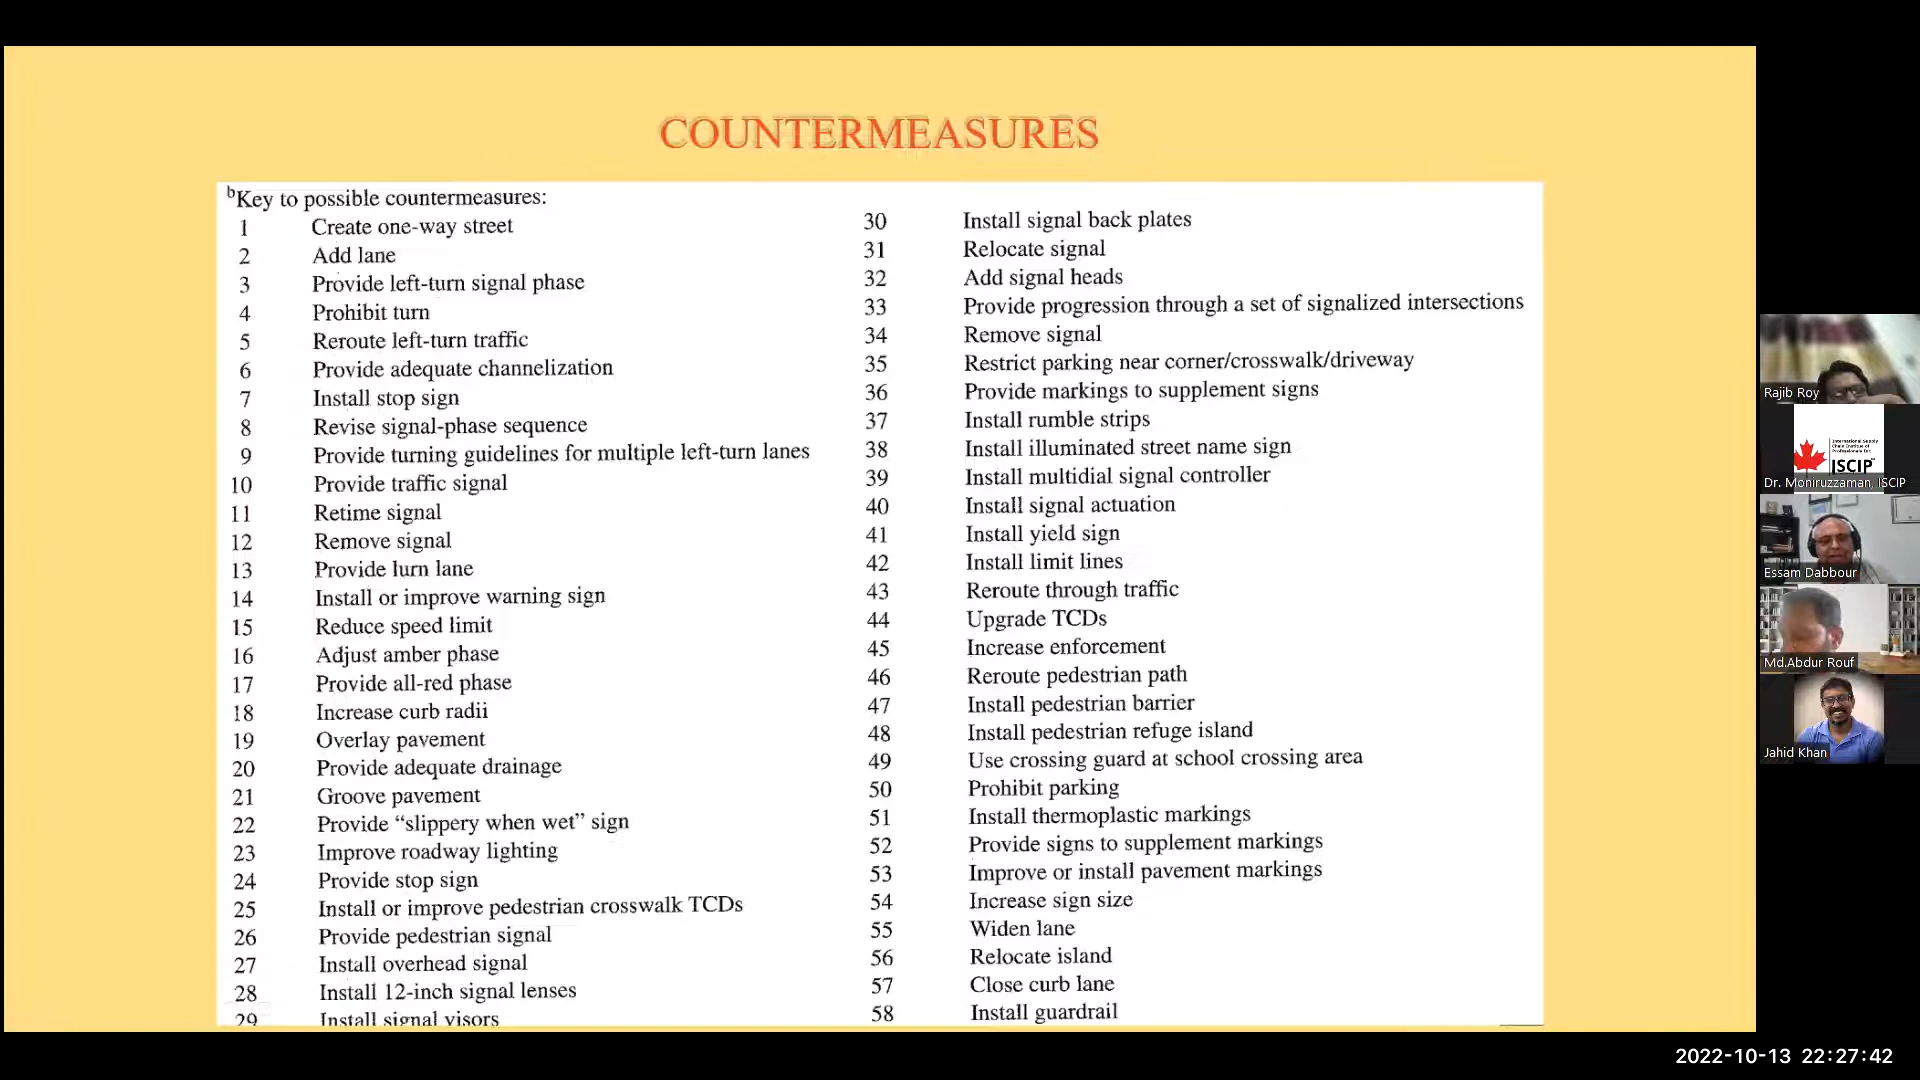 COUNTERMEASURES
bKey to possible countermeasures:
1 Create one-way street
2 Add lane
3 Provide left-turn signal phase
4 Prohibit turn
5 Reroute left-turn traffic
6 Provide adequate channelization
7 Install stop sign
8 Revise signal-phase sequence
9 Provide turning guidelines for multiple left-turn lanes
10 Provide traffic signal
11 Retime signal
12 Remove signal
13 Provide lurn lane
14 Install or improve warning sign
15 Reduce speed limit
16 Adjust amber phase
17 Provide all-red phase
18 Increase curb radii
19 Overlay pavement
20 Provide adequate drainage
21 Groove pavement
22 Provide “slippery when wet” sign
23 Improve roadway lighting
24 Provide stop sign
25 Install or improve pedestrian crosswalk TCDs
26 Provide pedestrian signal
27 Install overhead signal
28 Install 12-inch signal lenses
29 Install signal visors
30 Install signal back plates
31 Relocate signal
32 Add signal heads
33 Provide progression through a set of signalized intersections
34 Remove signal
35 Restrict parking near corner/crosswalk/driveway
36 Provide markings to supplement signs
37 Install rumble strips
38 Install illuminated street name sign
39 Install multidial signal controller
40 Install signal actuation
41 Install yield sign
42 Install limit lines
43 Reroute through traffic
44 Upgrade TCDs
45 Increase enforcement
46 Reroute pedestrian path
47 Install pedestrian barrier
48 Install pedestrian refuge island
49 Use crossing guard at school crossing area
50 Prohibit parking
51 Install thermoplastic markings
52 Provide signs to supplement markings
53 Improve or install pavement markings
54 Increase sign size
55 Widen lane
56 Relocate island
57 Close curb lane
58 Install guardrail
Rajib Roy
International Supply
Chain Institute of
Professionals Inc
ISCIP
Dr. Moniruzzaman, ISCIP
Essam Dabbour
Md.Abdur Rouf
Jahid Khan
2022-10-13 22:27:42